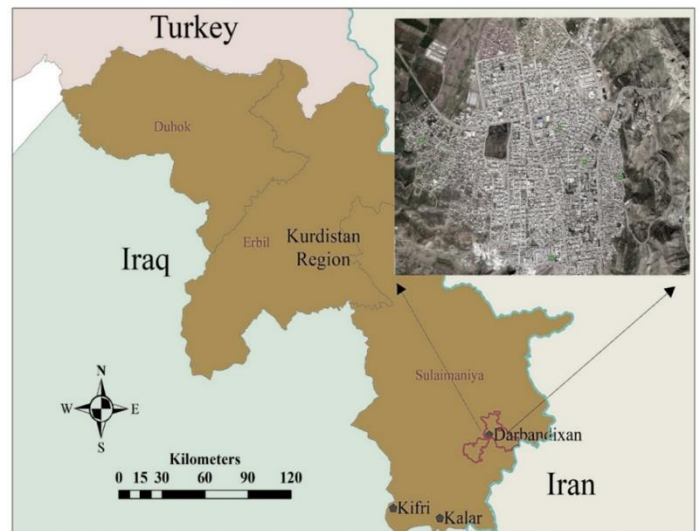 Turkey
Duhok
Erbil
Kurdistan
Region
Iraq
Sulaimaniya
Darbandixan
N
W E
S
Kilometers
0 15 30 60 90 120
Iran
Kifri
Kalar